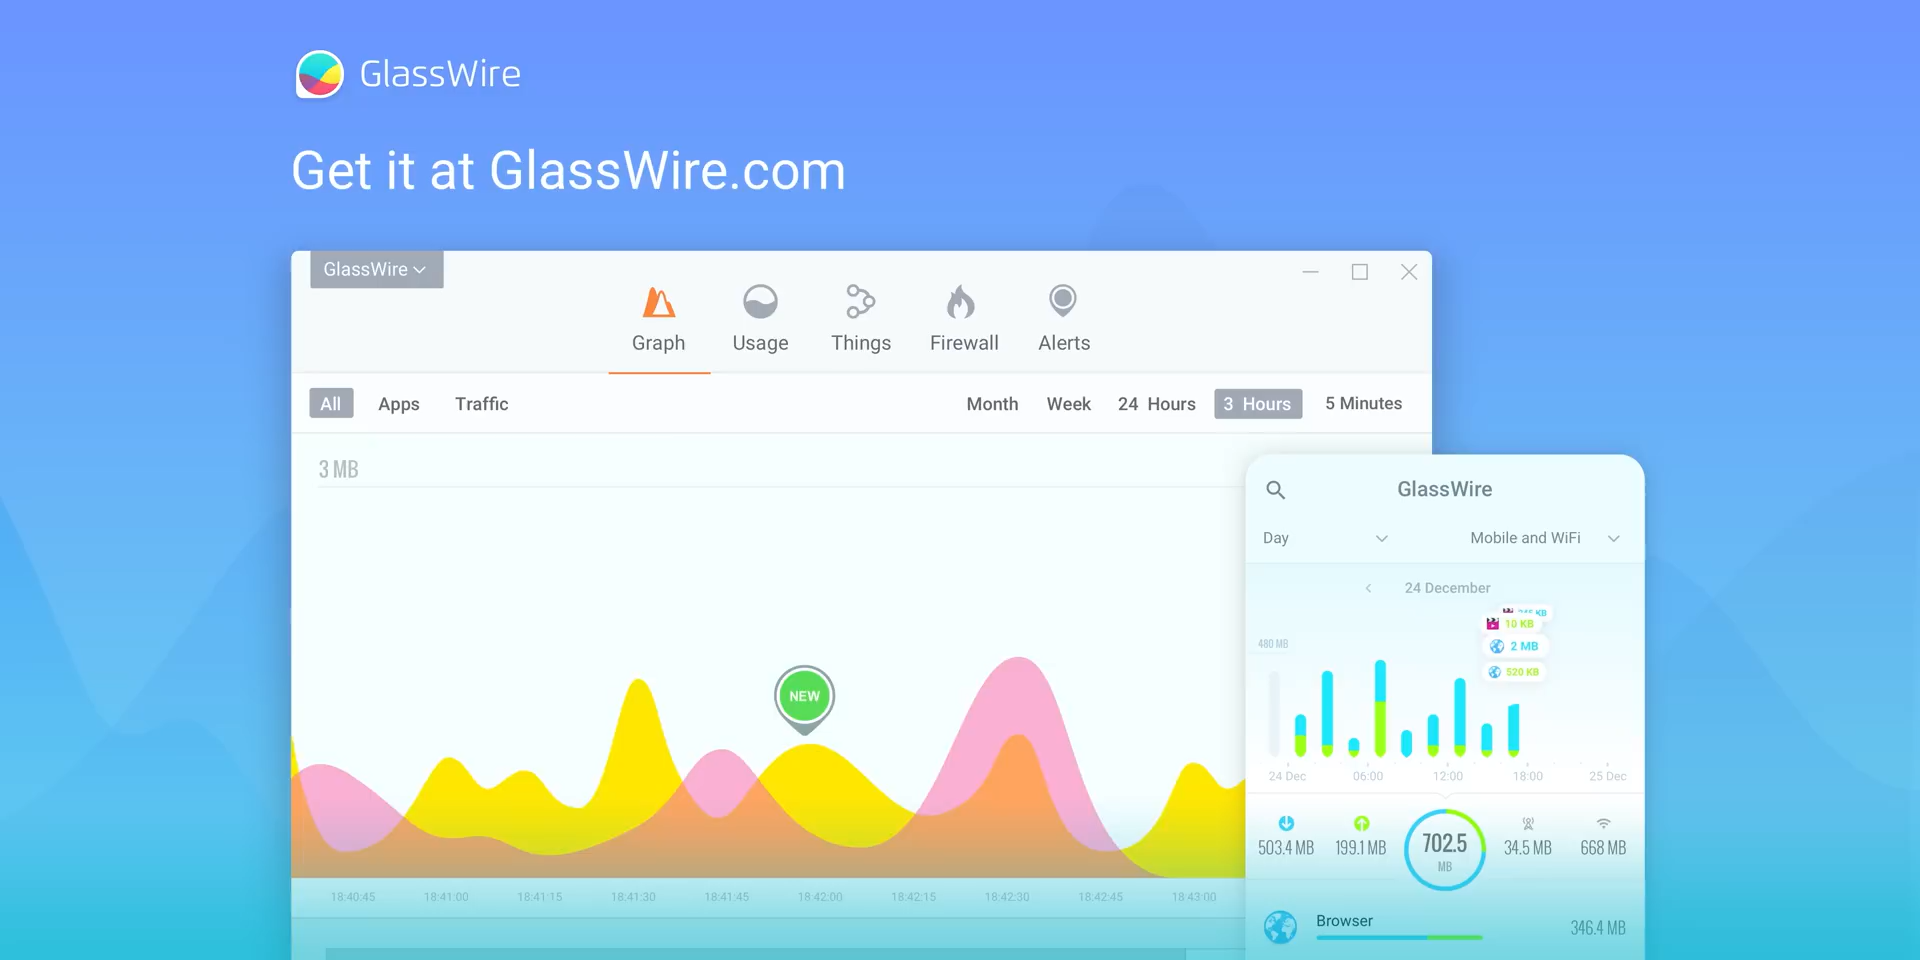 GlassWire
Get it at GlassWire.com
GlassWire
Graph
Usage
Things
Firewall
Alerts
All
Apps
Traffic
Month
Week
24 Hours
3 Hours
5 Minutes
3 MB
NEW
18:40:45
18:41:00
18:41:15
18:41:30
18:41:45
18:42:00
18:42:15
18:42:30
18:42:45
18:43:00
GlassWire
Day
Mobile and WiFi
24 December
KB
10 KB
2 MB
520 KB
480 MB
24 Dec
06:00
12:00
18:00
25 Dec
503.4 MB
199.1 MB
702.5
MB
34.5 MB
668 MB
Browser
346.4 MB